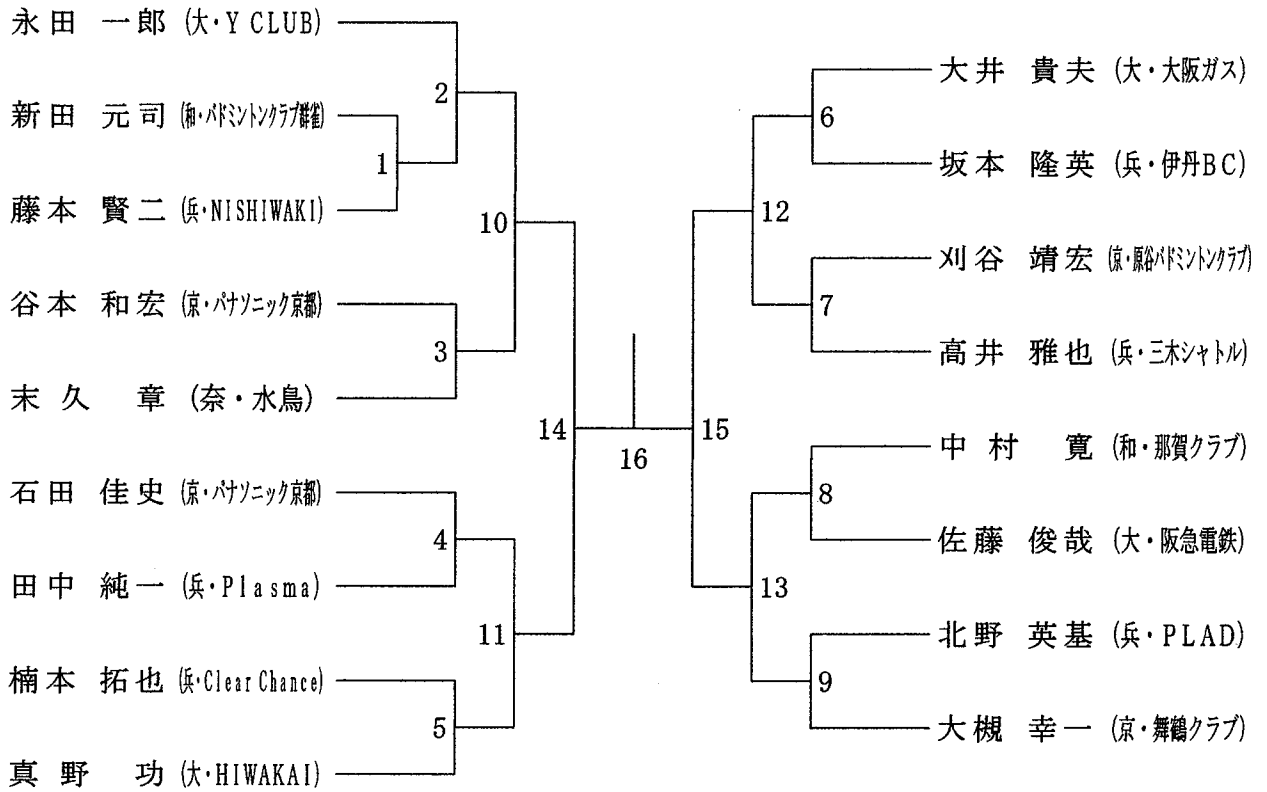 永田 一郎 (大・Y CLUB)
新田 元司 (和・バドミントンクラブ群雀)
藤本 賢二 (兵・NISHIWAKI)
谷本 和宏 (京・パナソニック京都)
末久 章 (奈・水鳥)
石田 佳史 (京・パナソニック京都)
田中 純一 (兵・Plasma)
楠本 拓也 (兵・Clear Chance)
真野 功 (大・HIWAKAI)
1
2
3
4
5
10
11
14
16
15
12
13
6
7
8
9
大井 貴夫 (大・大阪ガス)
坂本 隆英 (兵・伊丹BC)
刈谷 靖宏 (京・原谷バドミントンクラブ)
高井 雅也 (兵・三木シャトル)
中村 寛 (和・那賀クラブ)
佐藤 俊哉 (大・阪急電鉄)
北野 英基 (兵・PLAD)
大槻 幸一 (京・舞鶴クラブ)